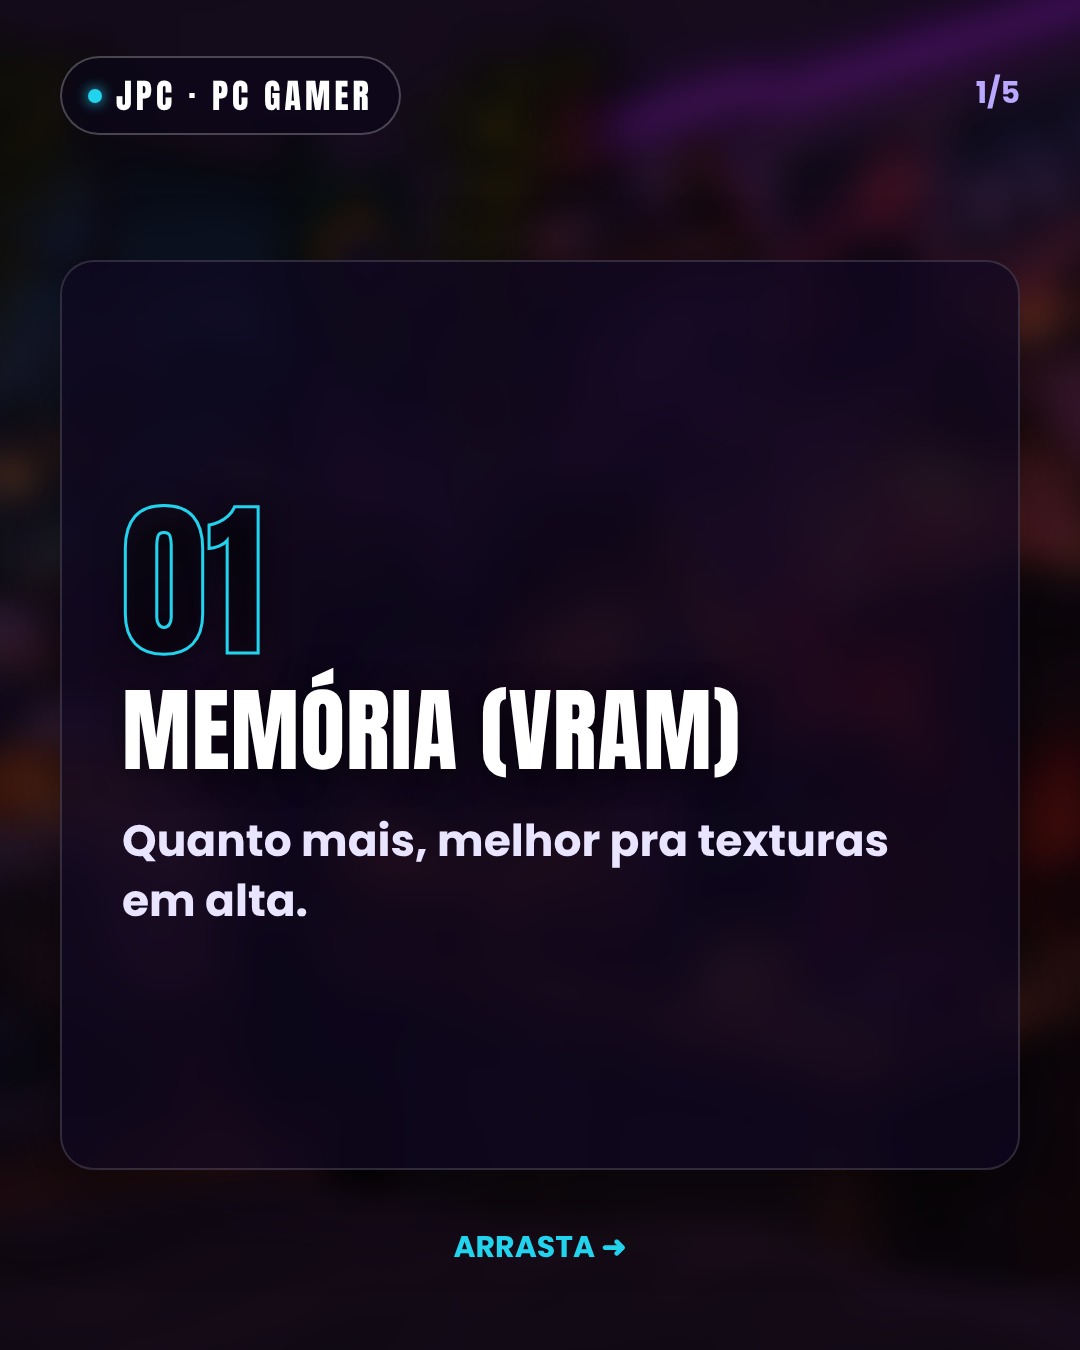 JPC · PC GAMER
1/5
01
MEMÓRIA (VRAM)
Quanto mais, melhor pra texturas
em alta.
ARRASTA →